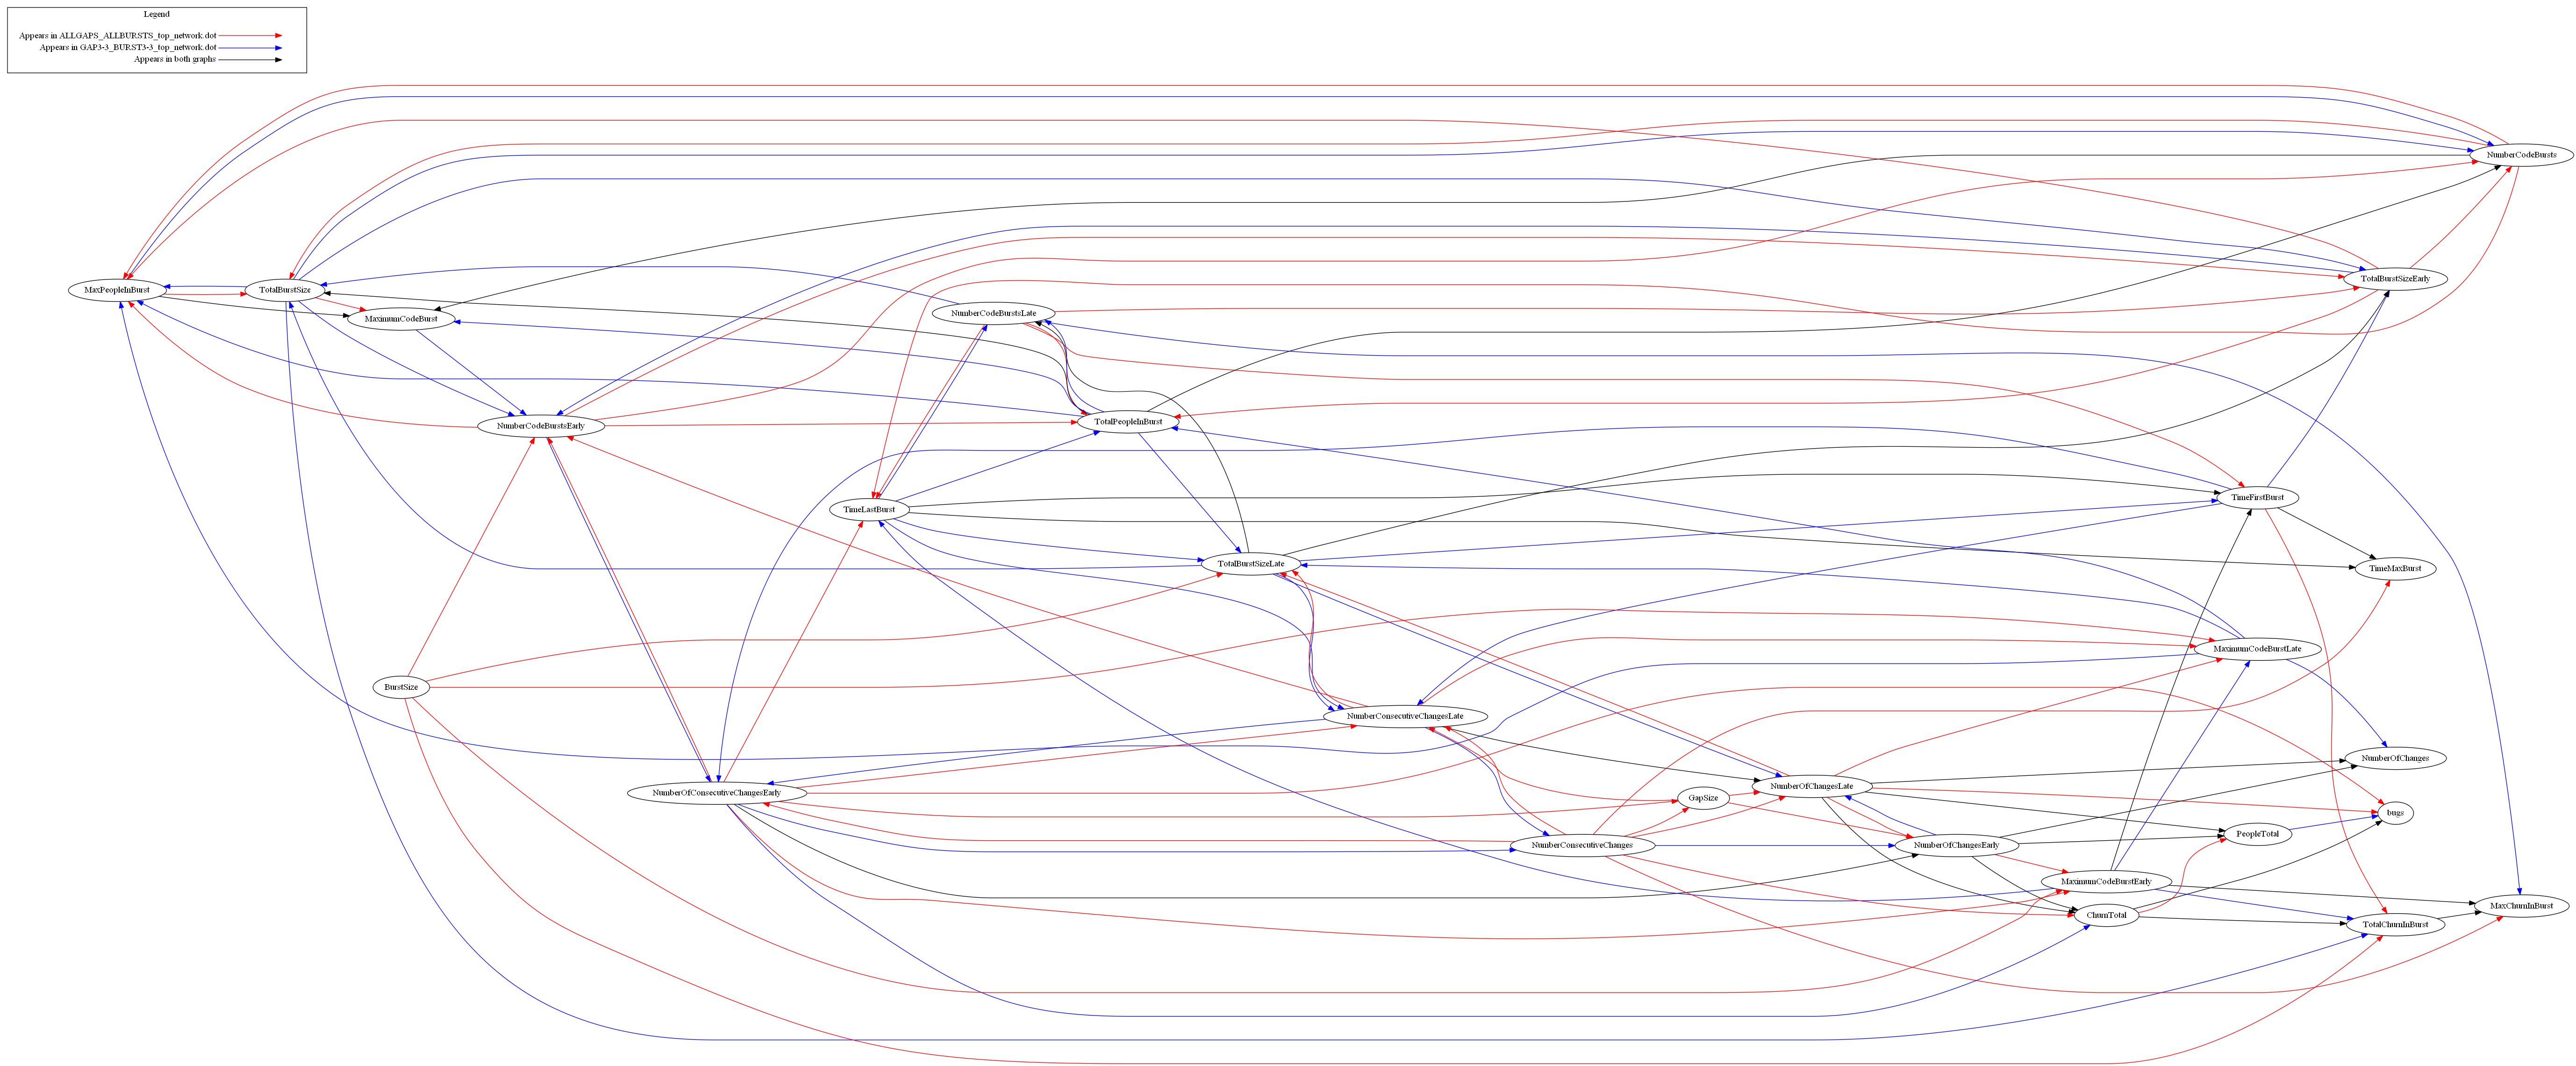 Legend
Appears in ALLGAPS_ALLBURSTS_top_network.dot
Appears in GAP3-3_BURST3-3_top_network.dot
Appears in both graphs
NumberCodeBursts
MaxPeopleInBurst
TotalBurstSize
TotalBurstSizeEarly
MaximumCodeBurst
NumberCodeBurstsLate
NumberCodeBurstsEarly
TotalPeopleInBurst
TimeLastBurst
TimeFirstBurst
TotalBurstSizeLate
TimeMaxBurst
MaximumCodeBurstLate
BurstSize
NumberConsecutiveChangesLate
NumberOfChanges
NumberOfConsecutiveChangesEarly
GapSize
NumberOfChangesLate
bugs
PeopleTotal
NumberConsecutiveChanges
NumberOfChangesEarly
MaximumCodeBurstEarly
ChurnTotal
MaxChurnInBurst
TotalChurnInBurst